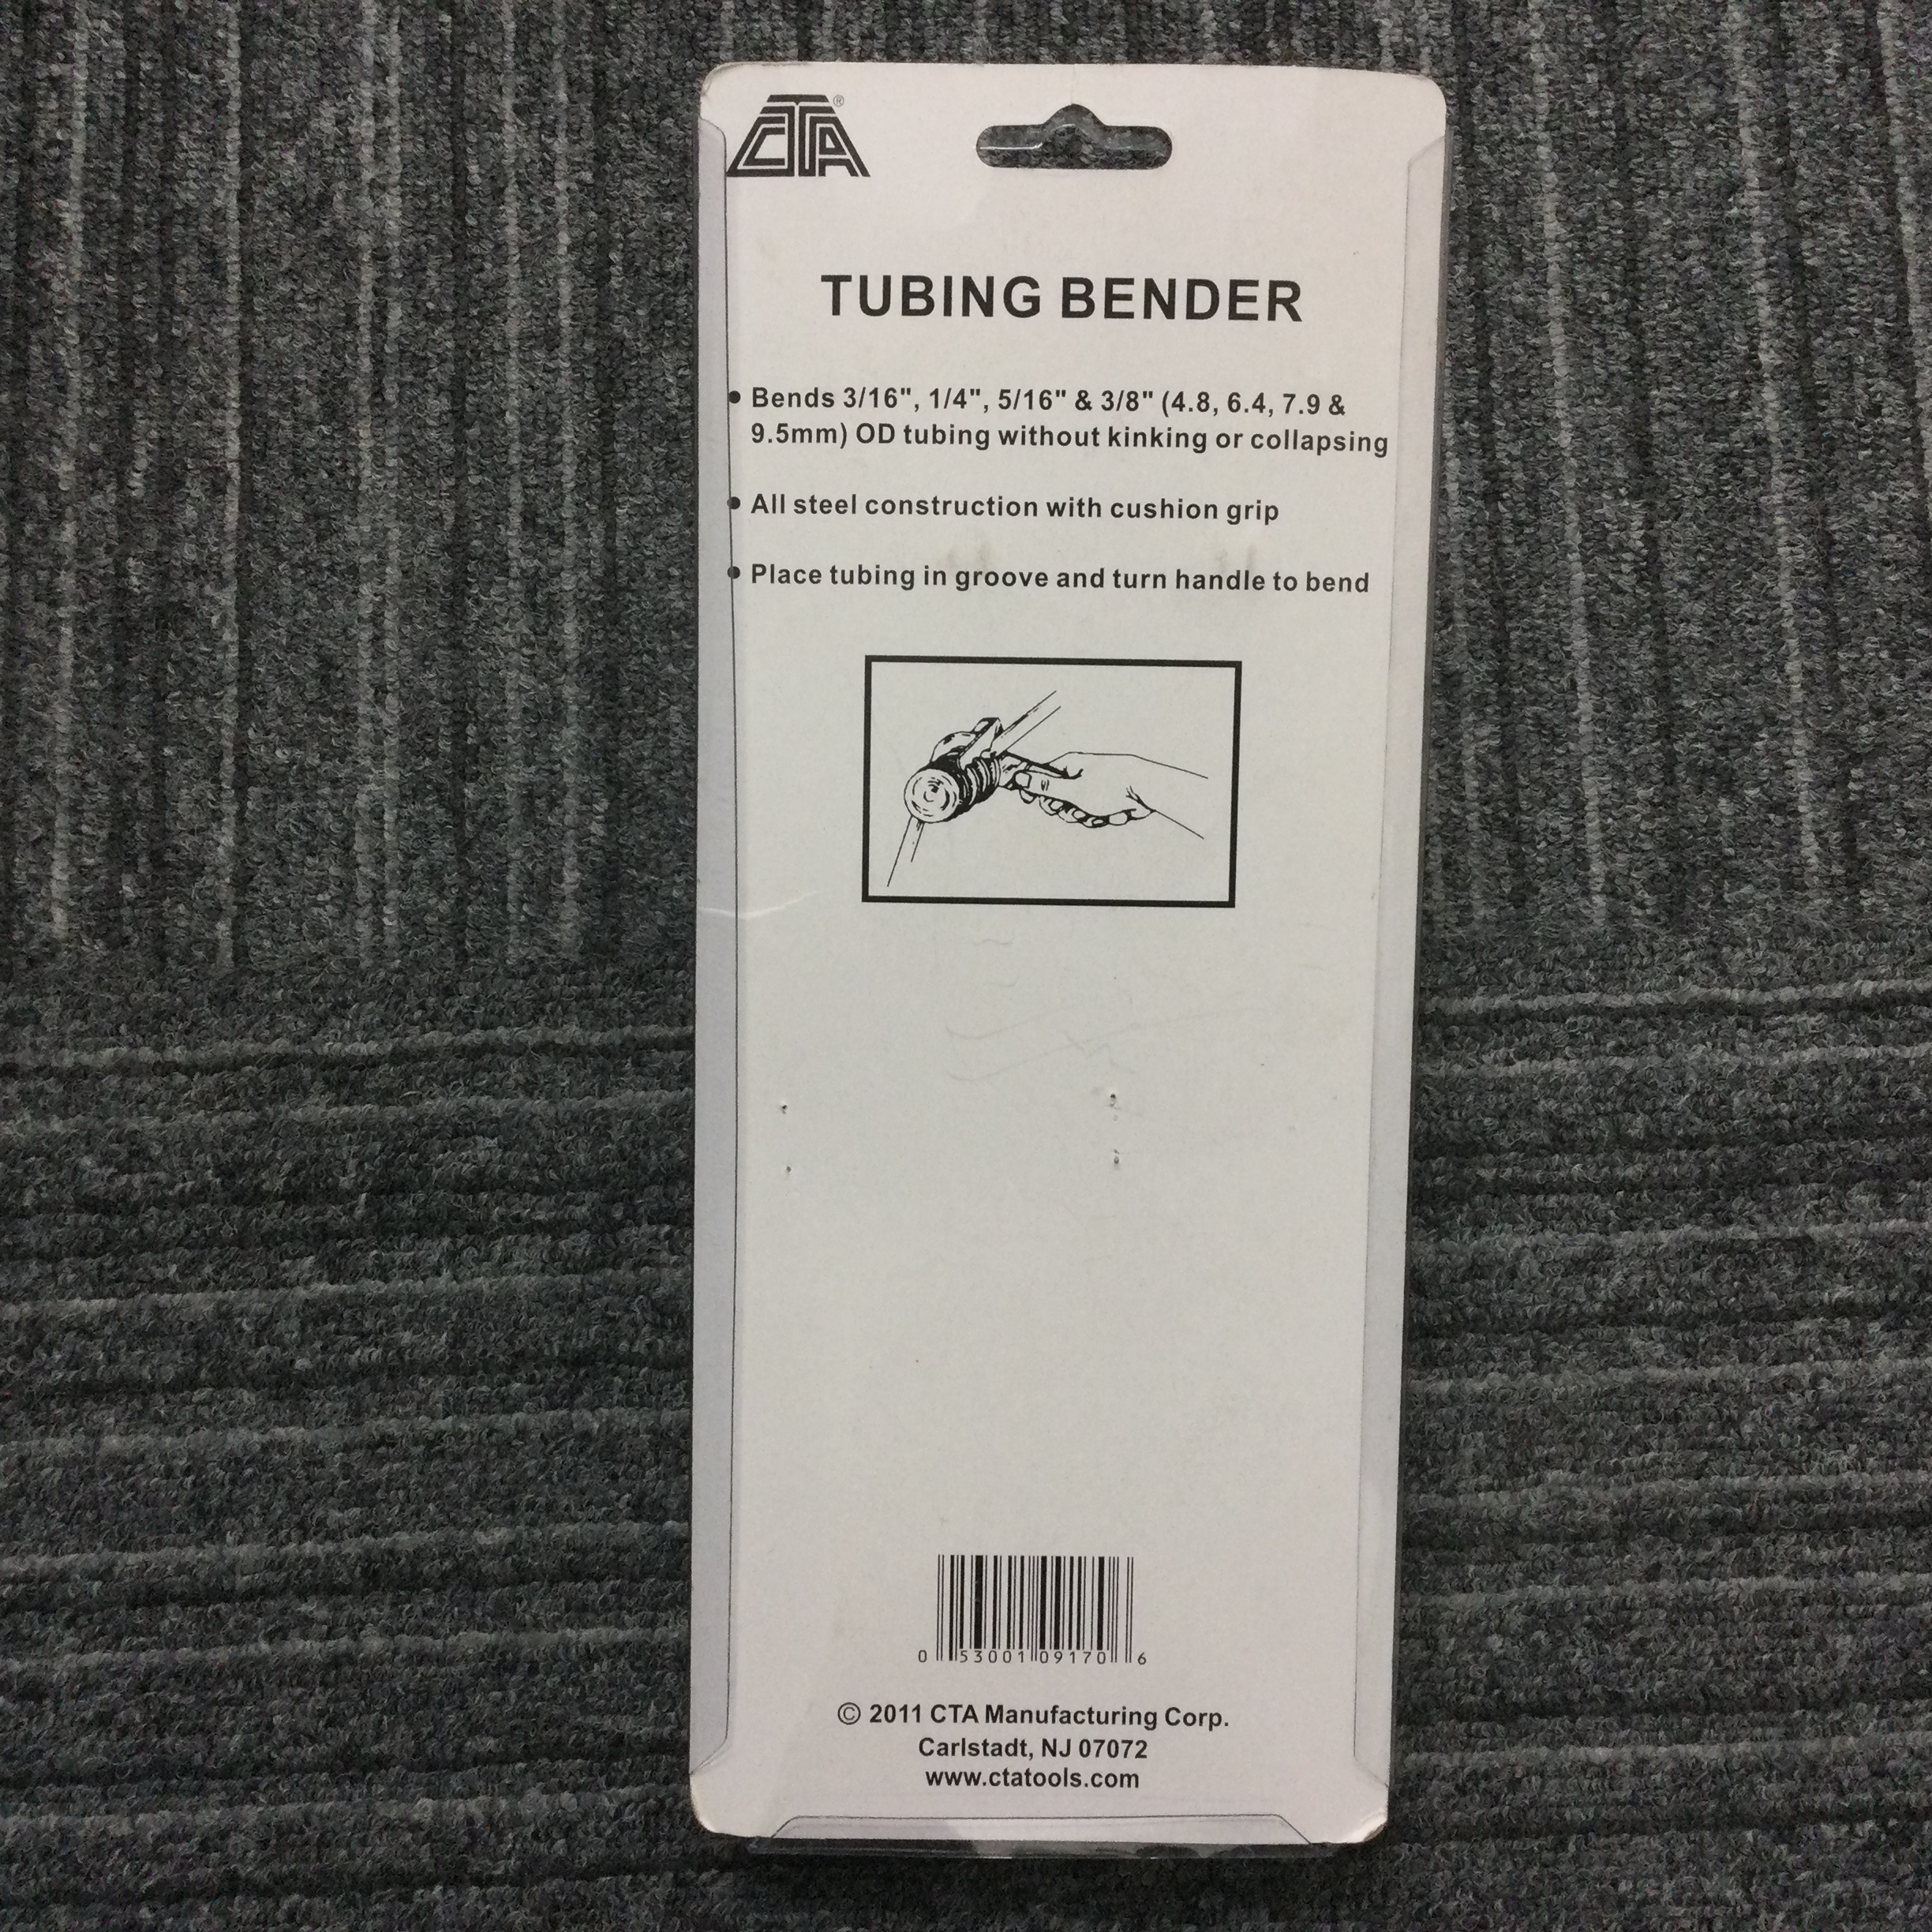 CTA®
TUBING BENDER
• Bends 3/16", 1/4", 5/16" & 3/8" (4.8, 6.4, 7.9 &
9.5mm) OD tubing without kinking or collapsing
• All steel construction with cushion grip
• Place tubing in groove and turn handle to bend
0 53001 09170 6
© 2011 CTA Manufacturing Corp.
Carlstadt, NJ 07072
www.ctatools.com